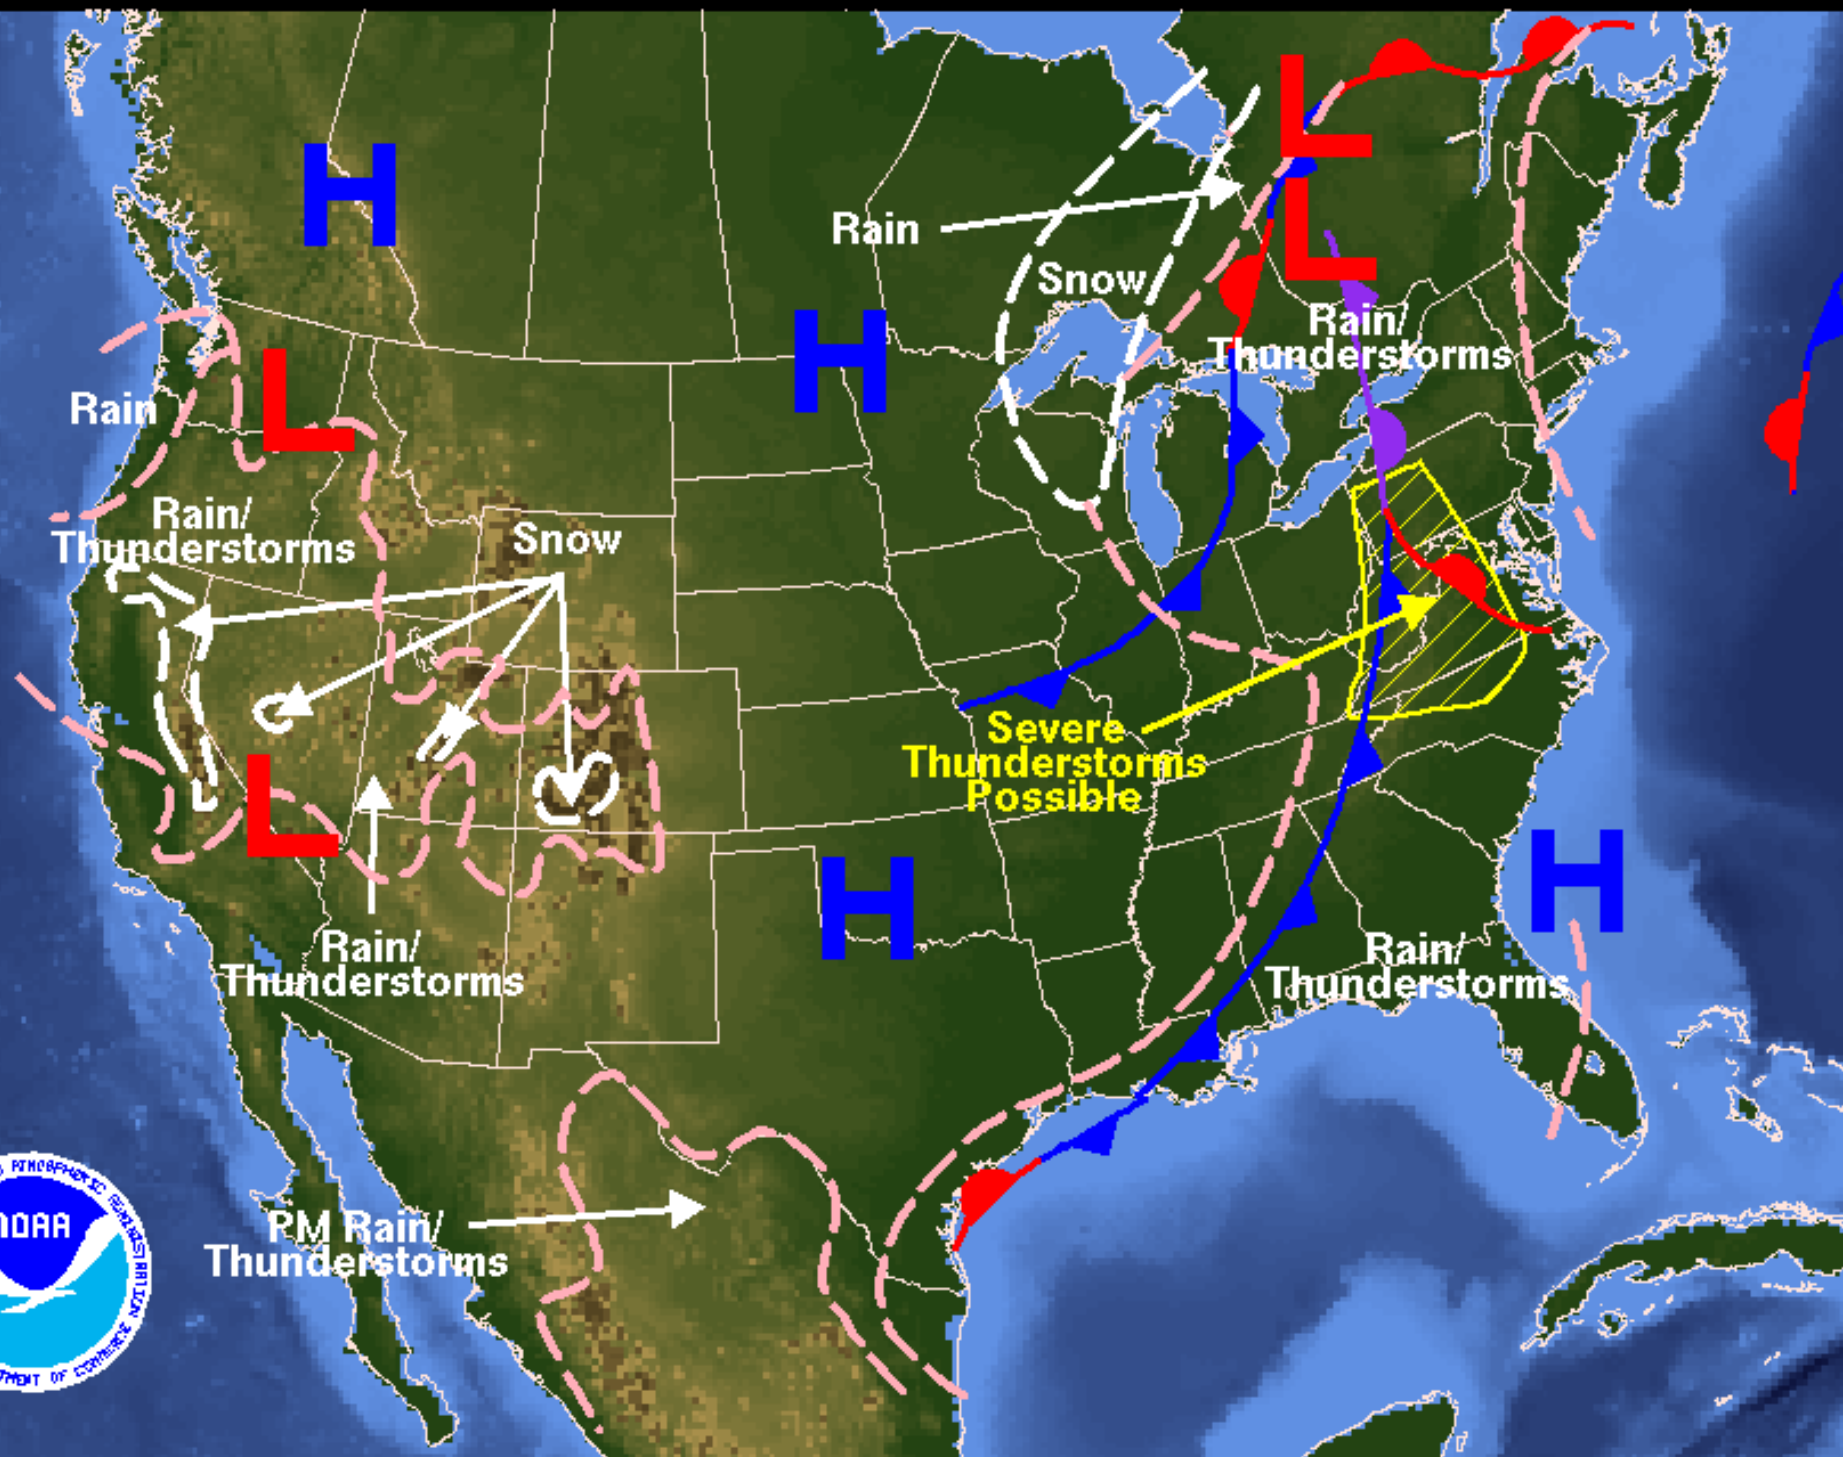 H
L
Rain
L
Snow
H
L
Rain/
Thunderstorms
H
Rain
L
Rain/
Thunderstorms
Snow
Severe
Thunderstorms
Possible
L
H
H
Rain/
Thunderstorms
Rain/
Thunderstorms
PM Rain/
Thunderstorms
NOAA